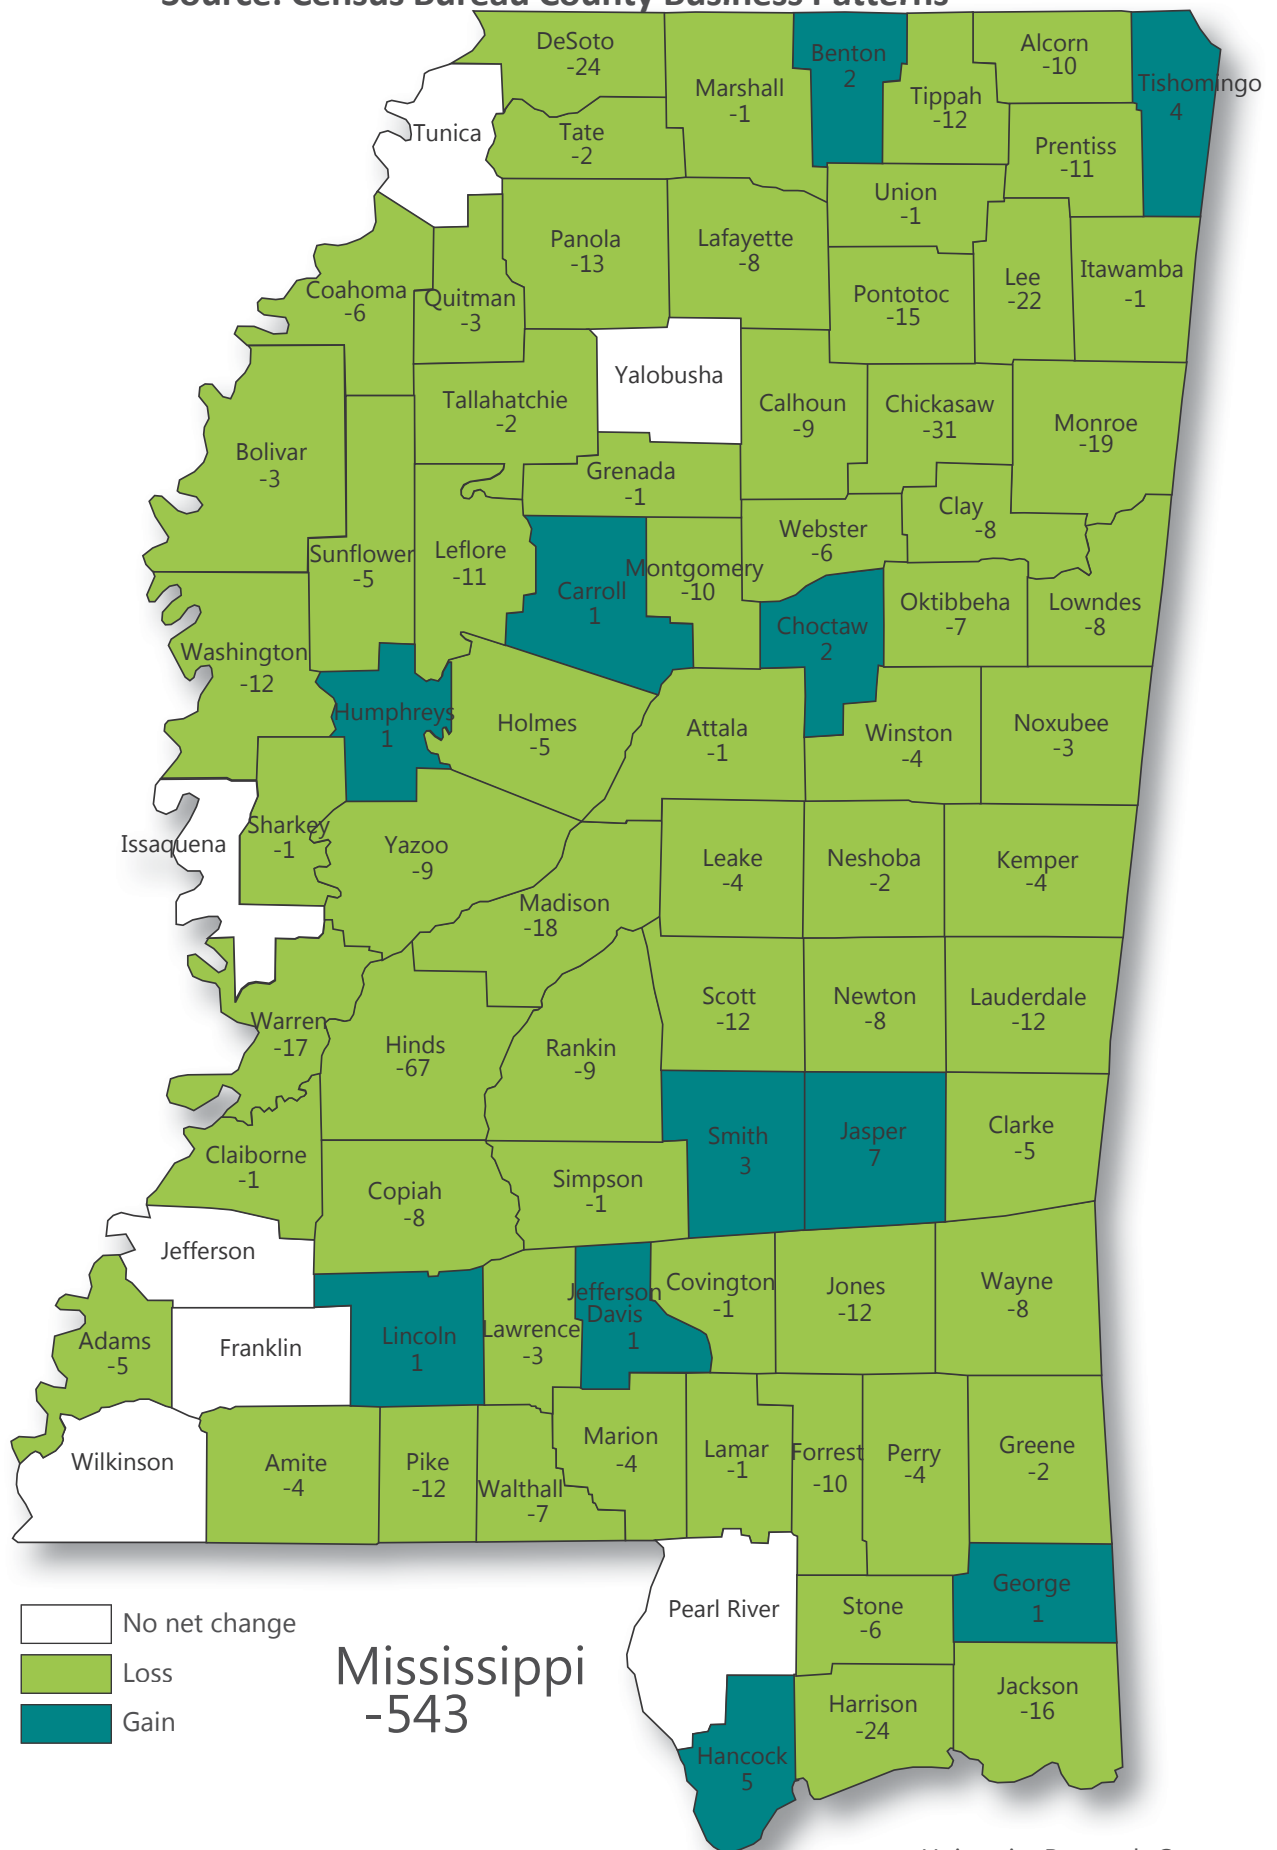 Source: Census Bureau County Business Patterns
DeSoto
-24
Marshall
-1
Benton
2
Tippah
-12
Alcorn
-10
Tishomingo
4
Tunica
Tate
-2
Prentiss
-11
Union
-1
Panola
-13
Lafayette
-8
Coahoma
-6
Quitman
-3
Pontotoc
-15
Lee
-22
Itawamba
-1
Yalobusha
Tallahatchie
-2
Calhoun
-9
Chickasaw
-31
Monroe
-19
Bolivar
-3
Grenada
-1
Sunflower
-5
Leflore
-11
Carroll
1
Montgomery
-10
Webster
-6
Clay
-8
Choctaw
2
Oktibbeha
-7
Lowndes
-8
Washington
-12
Humphreys
1
Holmes
-5
Attala
-1
Winston
-4
Noxubee
-3
Issaquena
Sharkey
-1
Yazoo
-9
Madison
-18
Leake
-4
Neshoba
-2
Kemper
-4
Warren
-17
Hinds
-67
Rankin
-9
Scott
-12
Newton
-8
Lauderdale
-12
Claiborne
-1
Copiah
-8
Simpson
-1
Smith
3
Jasper
7
Clarke
-5
Jefferson
Adams
-5
Franklin
Lincoln
1
Lawrence
-3
Jefferson
Davis
1
Covington
-1
Jones
-12
Wayne
-8
Wilkinson
Amite
-4
Pike
-12
Walthall
-7
Marion
-4
Lamar
-1
Forrest
-10
Perry
-4
Greene
-2
Pearl River
Stone
-6
George
1
Hancock
5
Harrison
-24
Jackson
-16
No net change
Loss
Gain
Mississippi
-543